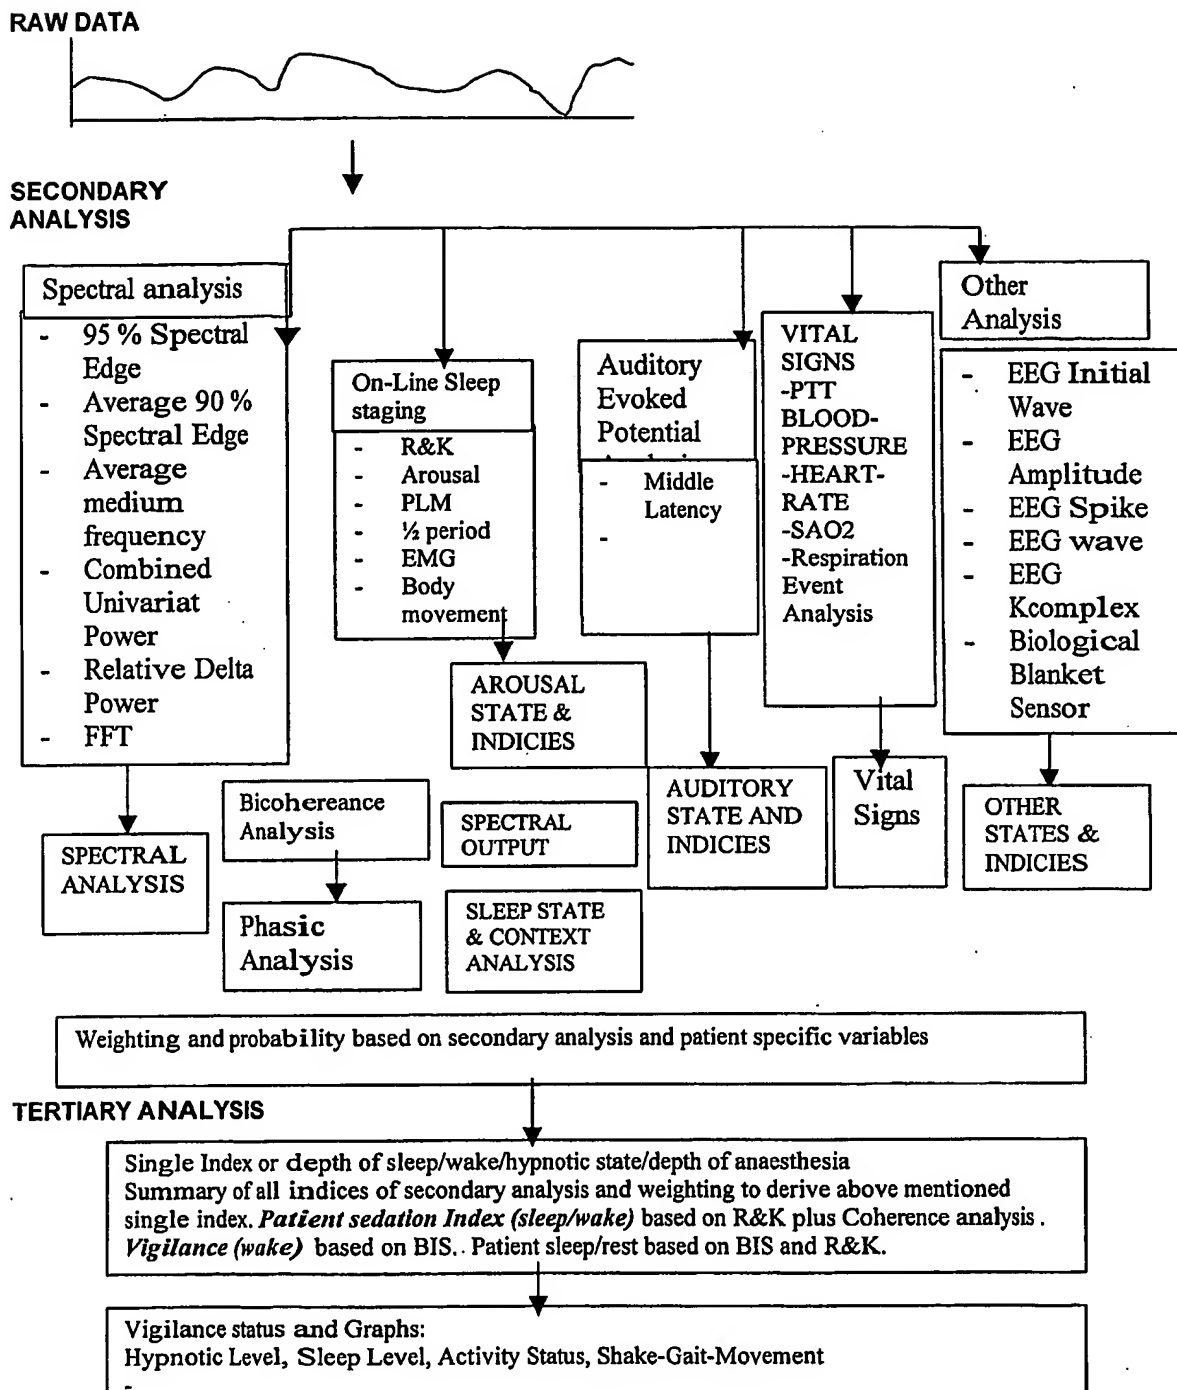 RAW DATA
SECONDARY
ANALYSIS
Spectral analysis
- 95 % Spectral
Edge
- Average 90 %
Spectral Edge
- Average
medium
frequency
- Combined
Univariat
Power
- Relative Delta
Power
- FFT
On-Line Sleep
staging
- R&K
- Arousal
- PLM
- ½ period
- EMG
- Body
movement
Auditory
Evoked
Potential
- Middle
Latency
-
VITAL
SIGNS
-PTT
BLOOD-
PRESSURE
-HEART-
RATE
-SAO2
-Respiration
Event
Analysis
Other
Analysis
- EEG Initial
Wave
- EEG
Amplitude
- EEG Spike
- EEG wave
- EEG
Kcomplex
- Biological
Blanket
Sensor
SPECTRAL
ANALYSIS
Bicohereance
Analysis
Phasic
Analysis
AROUSAL
STATE &
INDICIES
SPECTRAL
OUTPUT
SLEEP STATE
& CONTEXT
ANALYSIS
AUDITORY
STATE AND
INDICIES
Vital
Signs
OTHER
STATES &
INDICIES
Weighting and probability based on secondary analysis and patient specific variables
TERTIARY ANALYSIS
Single Index or depth of sleep/wake/hypnotic state/depth of anaesthesia
Summary of all indices of secondary analysis and weighting to derive above mentioned
single index. Patient sedation Index (sleep/wake) based on R&K plus Coherence analysis .
Vigilance (wake) based on BIS. . Patient sleep/rest based on BIS and R&K.
Vigilance status and Graphs:
Hypnotic Level, Sleep Level, Activity Status, Shake-Gait-Movement
-